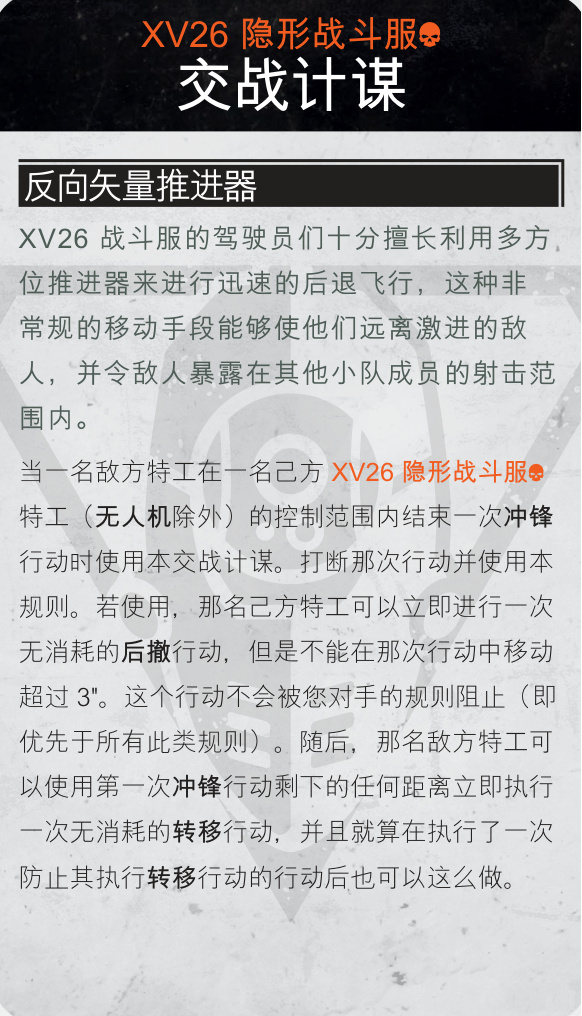 XV26 隐形战斗服
交战计谋
反向矢量推进器
XV26 战斗服的驾驶员们十分擅长利用多方
位推进器来进行迅速的后退飞行，这种非
常规的移动手段能够使他们远离激进的敌
人，并令敌人暴露在其他小队成员的射击范
围内。
当一名敌方特工在一名己方 XV26 隐形战斗服
特工（无人机除外）的控制范围内结束一次冲锋
行动时使用本交战计谋。打断那次行动并使用本
规则。若使用，那名己方特工可以立即进行一次
无消耗的后撤行动，但是不能在那次行动中移动
超过 3"。这个行动不会被您对手的规则阻止（即
优先于所有此类规则）。随后，那名敌方特工可
以使用第一次冲锋行动剩下的任何距离立即执行
一次无消耗的转移行动，并且就算在执行了一次
防止其执行转移行动的行动后也可以这么做。